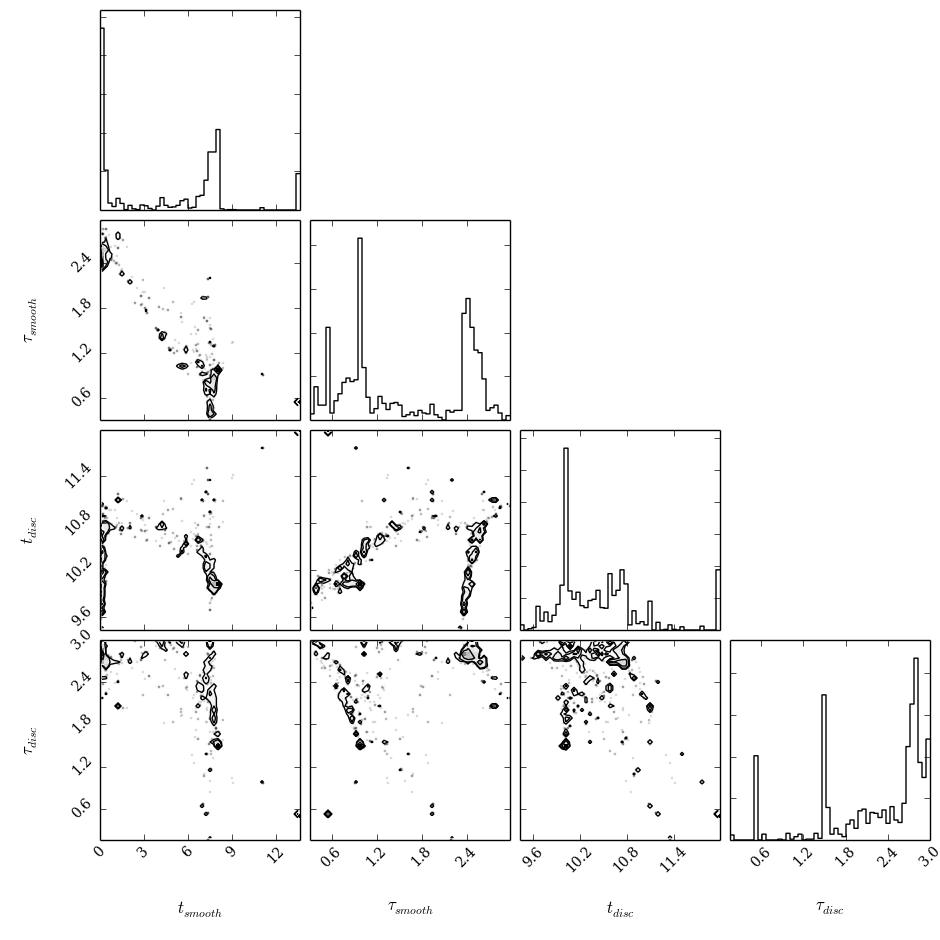 τ_smooth
2.4
1.8
1.2
0.6
t_disc
11.4
10.8
10.2
9.6
τ_disc
3.0
2.4
1.8
1.2
0.6
0 3 6 9 12
0.6 1.2 1.8 2.4
9.6 10.2 10.8 11.4
0.6 1.2 1.8 2.4 3.0
t_smooth τ_smooth t_disc τ_disc